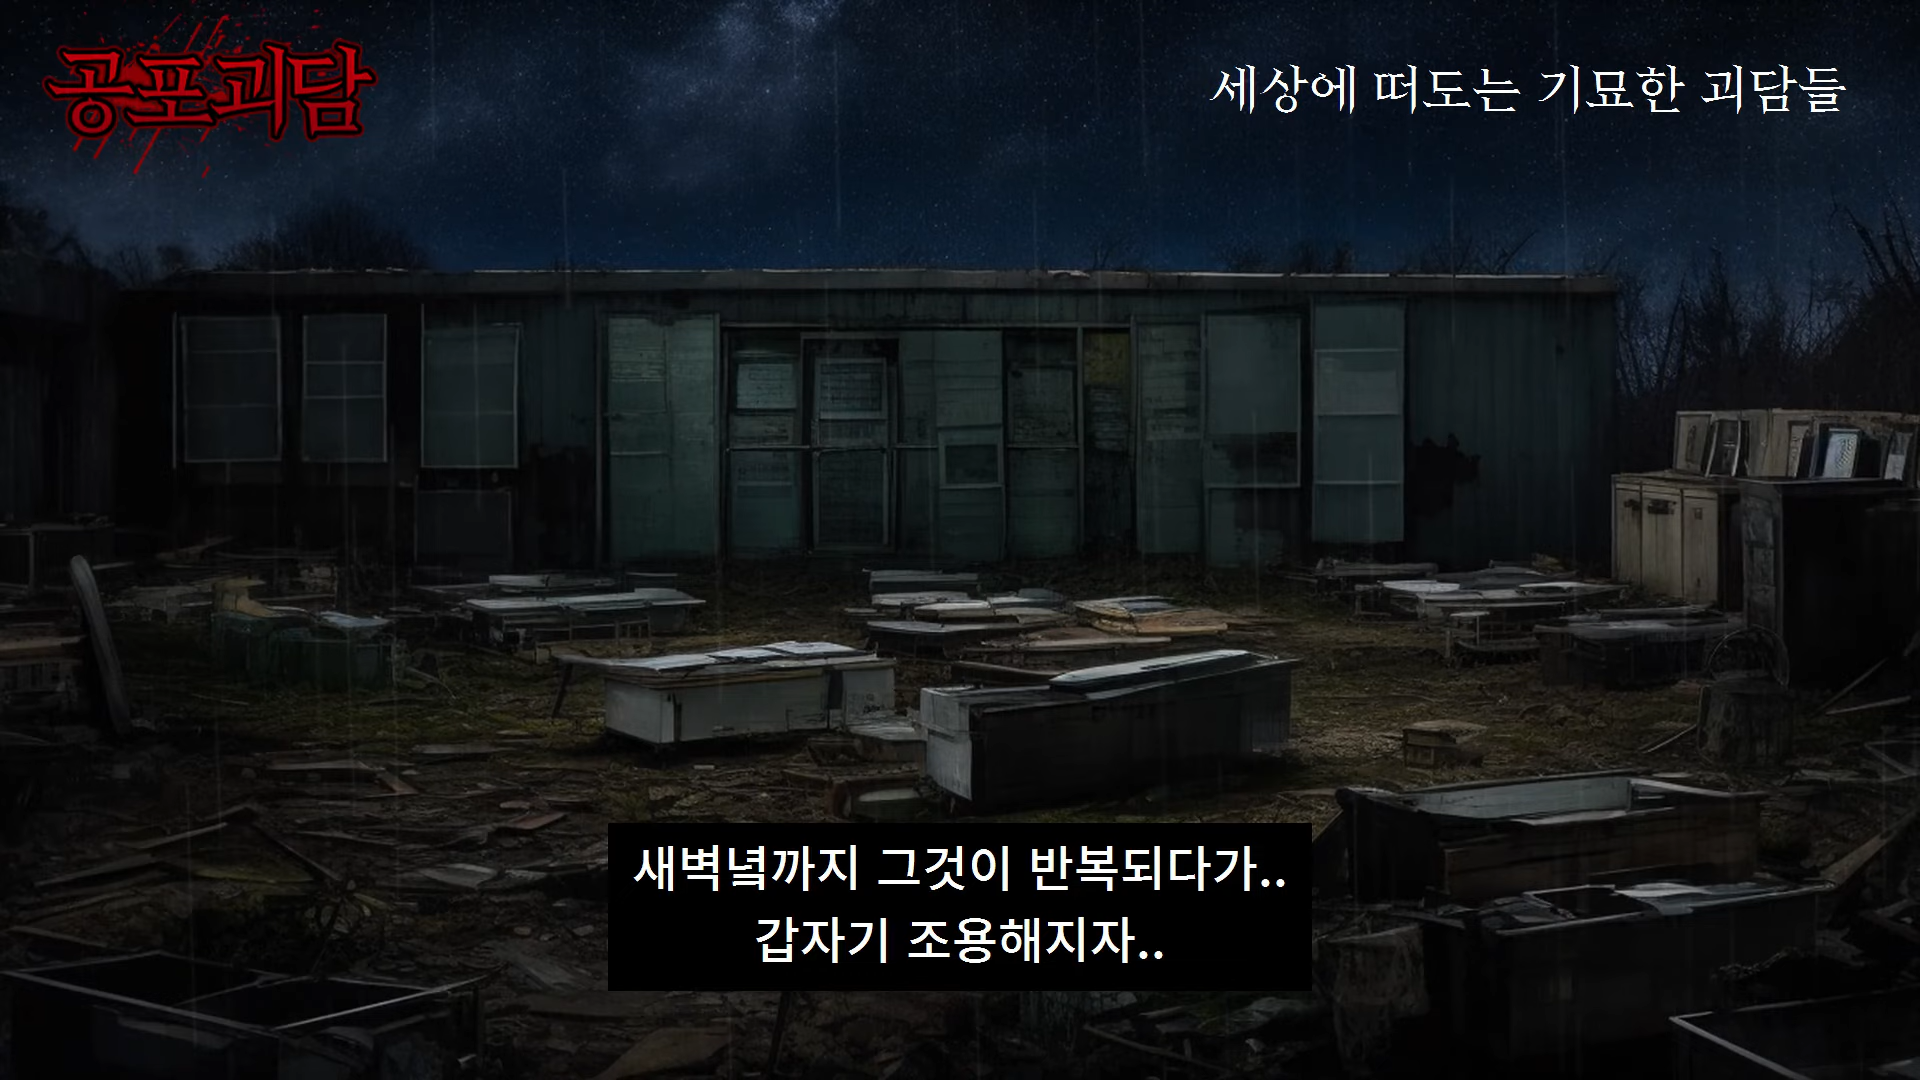 공포괴담
세상에 떠도는 기묘한 괴담들
새벽녘까지 그것이 반복되다가..
갑자기 조용해지자..